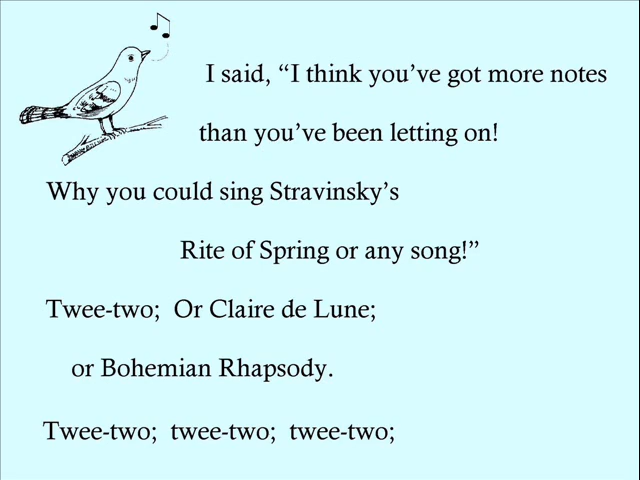 I said, “I think you’ve got more notes
than you’ve been letting on!
Why you could sing Stravinsky’s
Rite of Spring or any song!”
Twee-two;  Or Claire de Lune;
or Bohemian Rhapsody.
Twee-two;  twee-two;  twee-two;